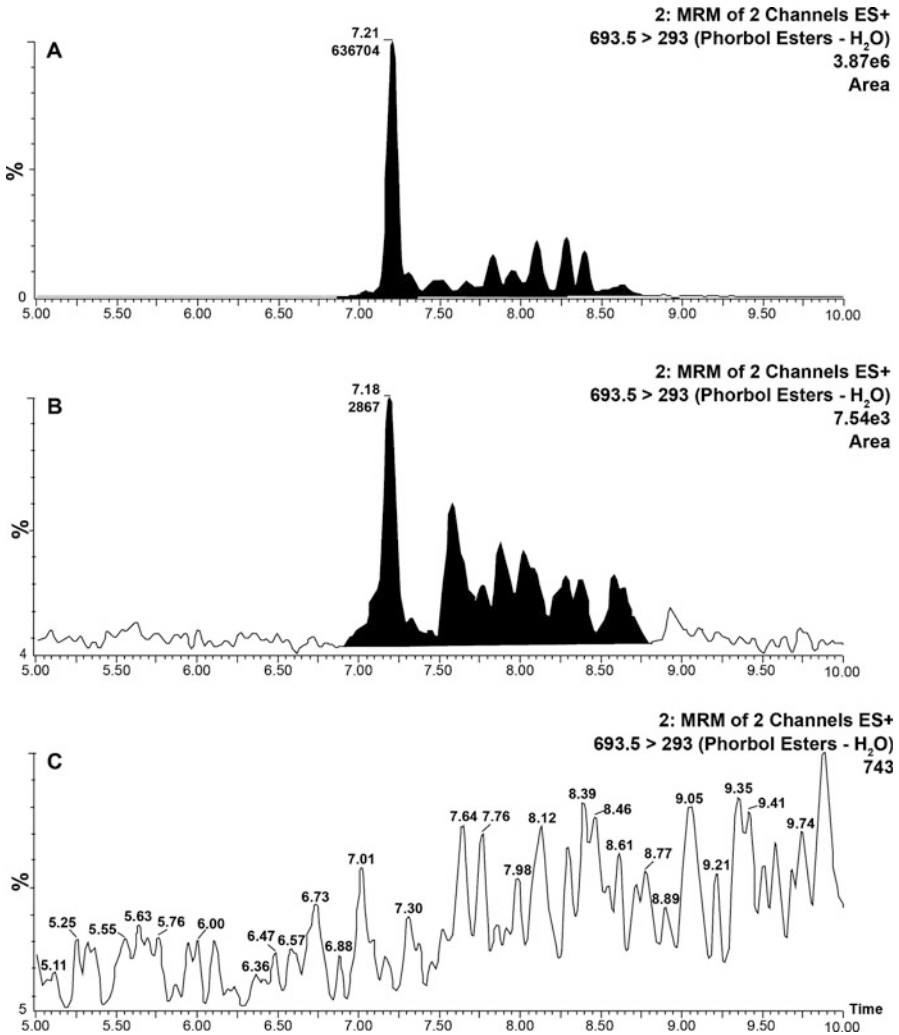 A
2: MRM of 2 Channels ES+
693.5 > 293 (Phorbol Esters - H₂O)
3.87e6
Area
7.21
636704
%
0
5.00 5.50 6.00 6.50 7.00 7.50 8.00 8.50 9.00 9.50 10.00
B
2: MRM of 2 Channels ES+
693.5 > 293 (Phorbol Esters - H₂O)
7.54e3
Area
7.18
2867
%
4
5.00 5.50 6.00 6.50 7.00 7.50 8.00 8.50 9.00 9.50 10.00
C
2: MRM of 2 Channels ES+
693.5 > 293 (Phorbol Esters - H₂O)
743
%
5.11 5.25 5.55 5.63 5.76 6.00 6.36 6.47 6.57 6.73 6.88 7.01 7.30 7.64 7.76 7.98 8.12 8.39 8.46 8.61 8.77 8.89 9.05 9.21 9.35 9.41 9.74
5
Time
5.00 5.50 6.00 6.50 7.00 7.50 8.00 8.50 9.00 9.50 10.00